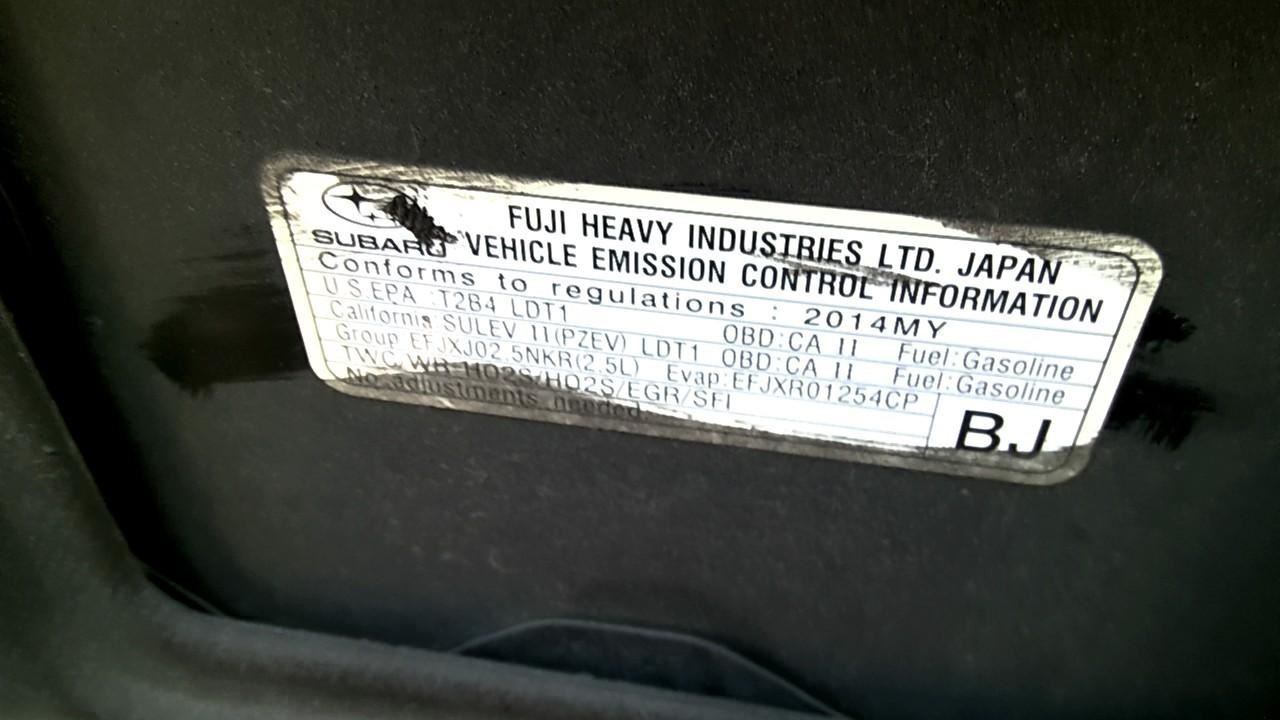 FUJI HEAVY INDUSTRIES LTD. JAPAN
SUBARU VEHICLE EMISSION CONTROL INFORMATION
Conforms to regulations : 2014MY
U.S.EPA :T2B4 LDT1 OBD:CA II Fuel:Gasoline
California:SULEV II(PZEV) LDT1 OBD:CA II Fuel:Gasoline
Group EFJXJ02.5NKR(2.5L) Evap:EFJXR01254CP
TWC/WR-HO2S/HO2S/EGR/SFI
No adjustments needed.
BJ